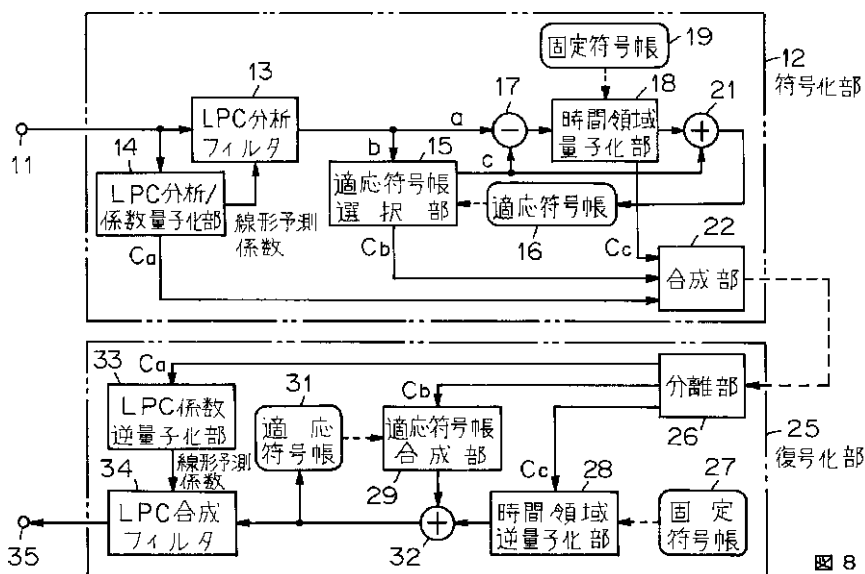 固定符号帳
19
12
符号化部
13
LPC分析
フィルタ
17
18
時間領域
量子化部
21
a
b
c
11
14
LPC分析/
係数量子化部
線形予測
係数
15
適応符号帳
選択部
適応符号帳
16
Ca
Cb
Cc
22
合成部
33
Ca
LPC係数
逆量子化部
線形予測
係数
31
適応
符号帳
Cb
適応符号帳
合成部
29
分離部
26
25
復号化部
Cc
34
LPC合成
フィルタ
35
32
28
時間領域
逆量子化部
27
固定
符号帳
図 8